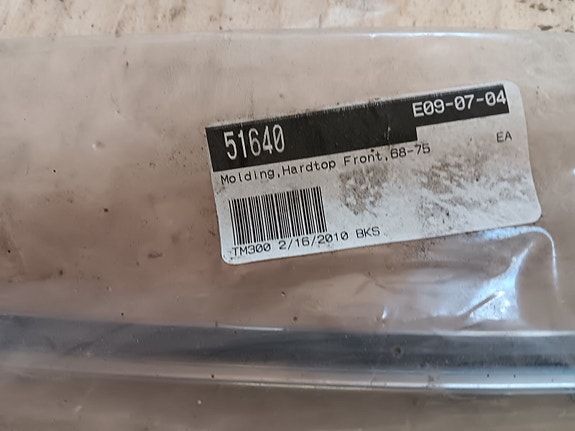 E09-07-04
51640
EA
Molding,Hardtop Front,68-75
TM300 2/16/2010 BKS